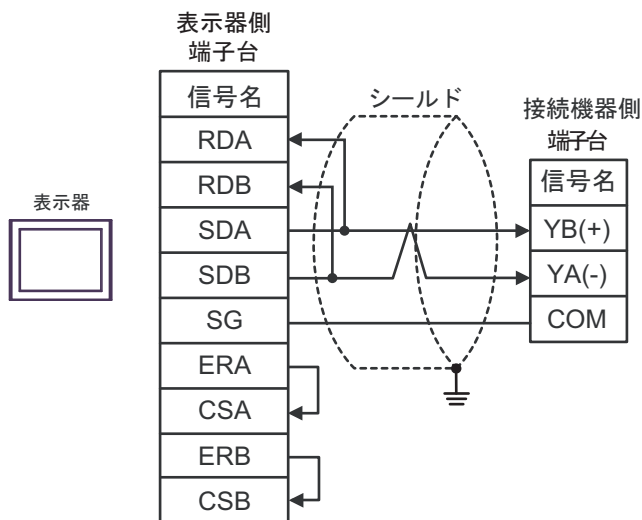 表示器側
端子台
信号名
RDA
RDB
SDA
SDB
SG
ERA
CSA
ERB
CSB
表示器
シールド
接続機器側
端子台
信号名
YB(+)
YA(-)
COM